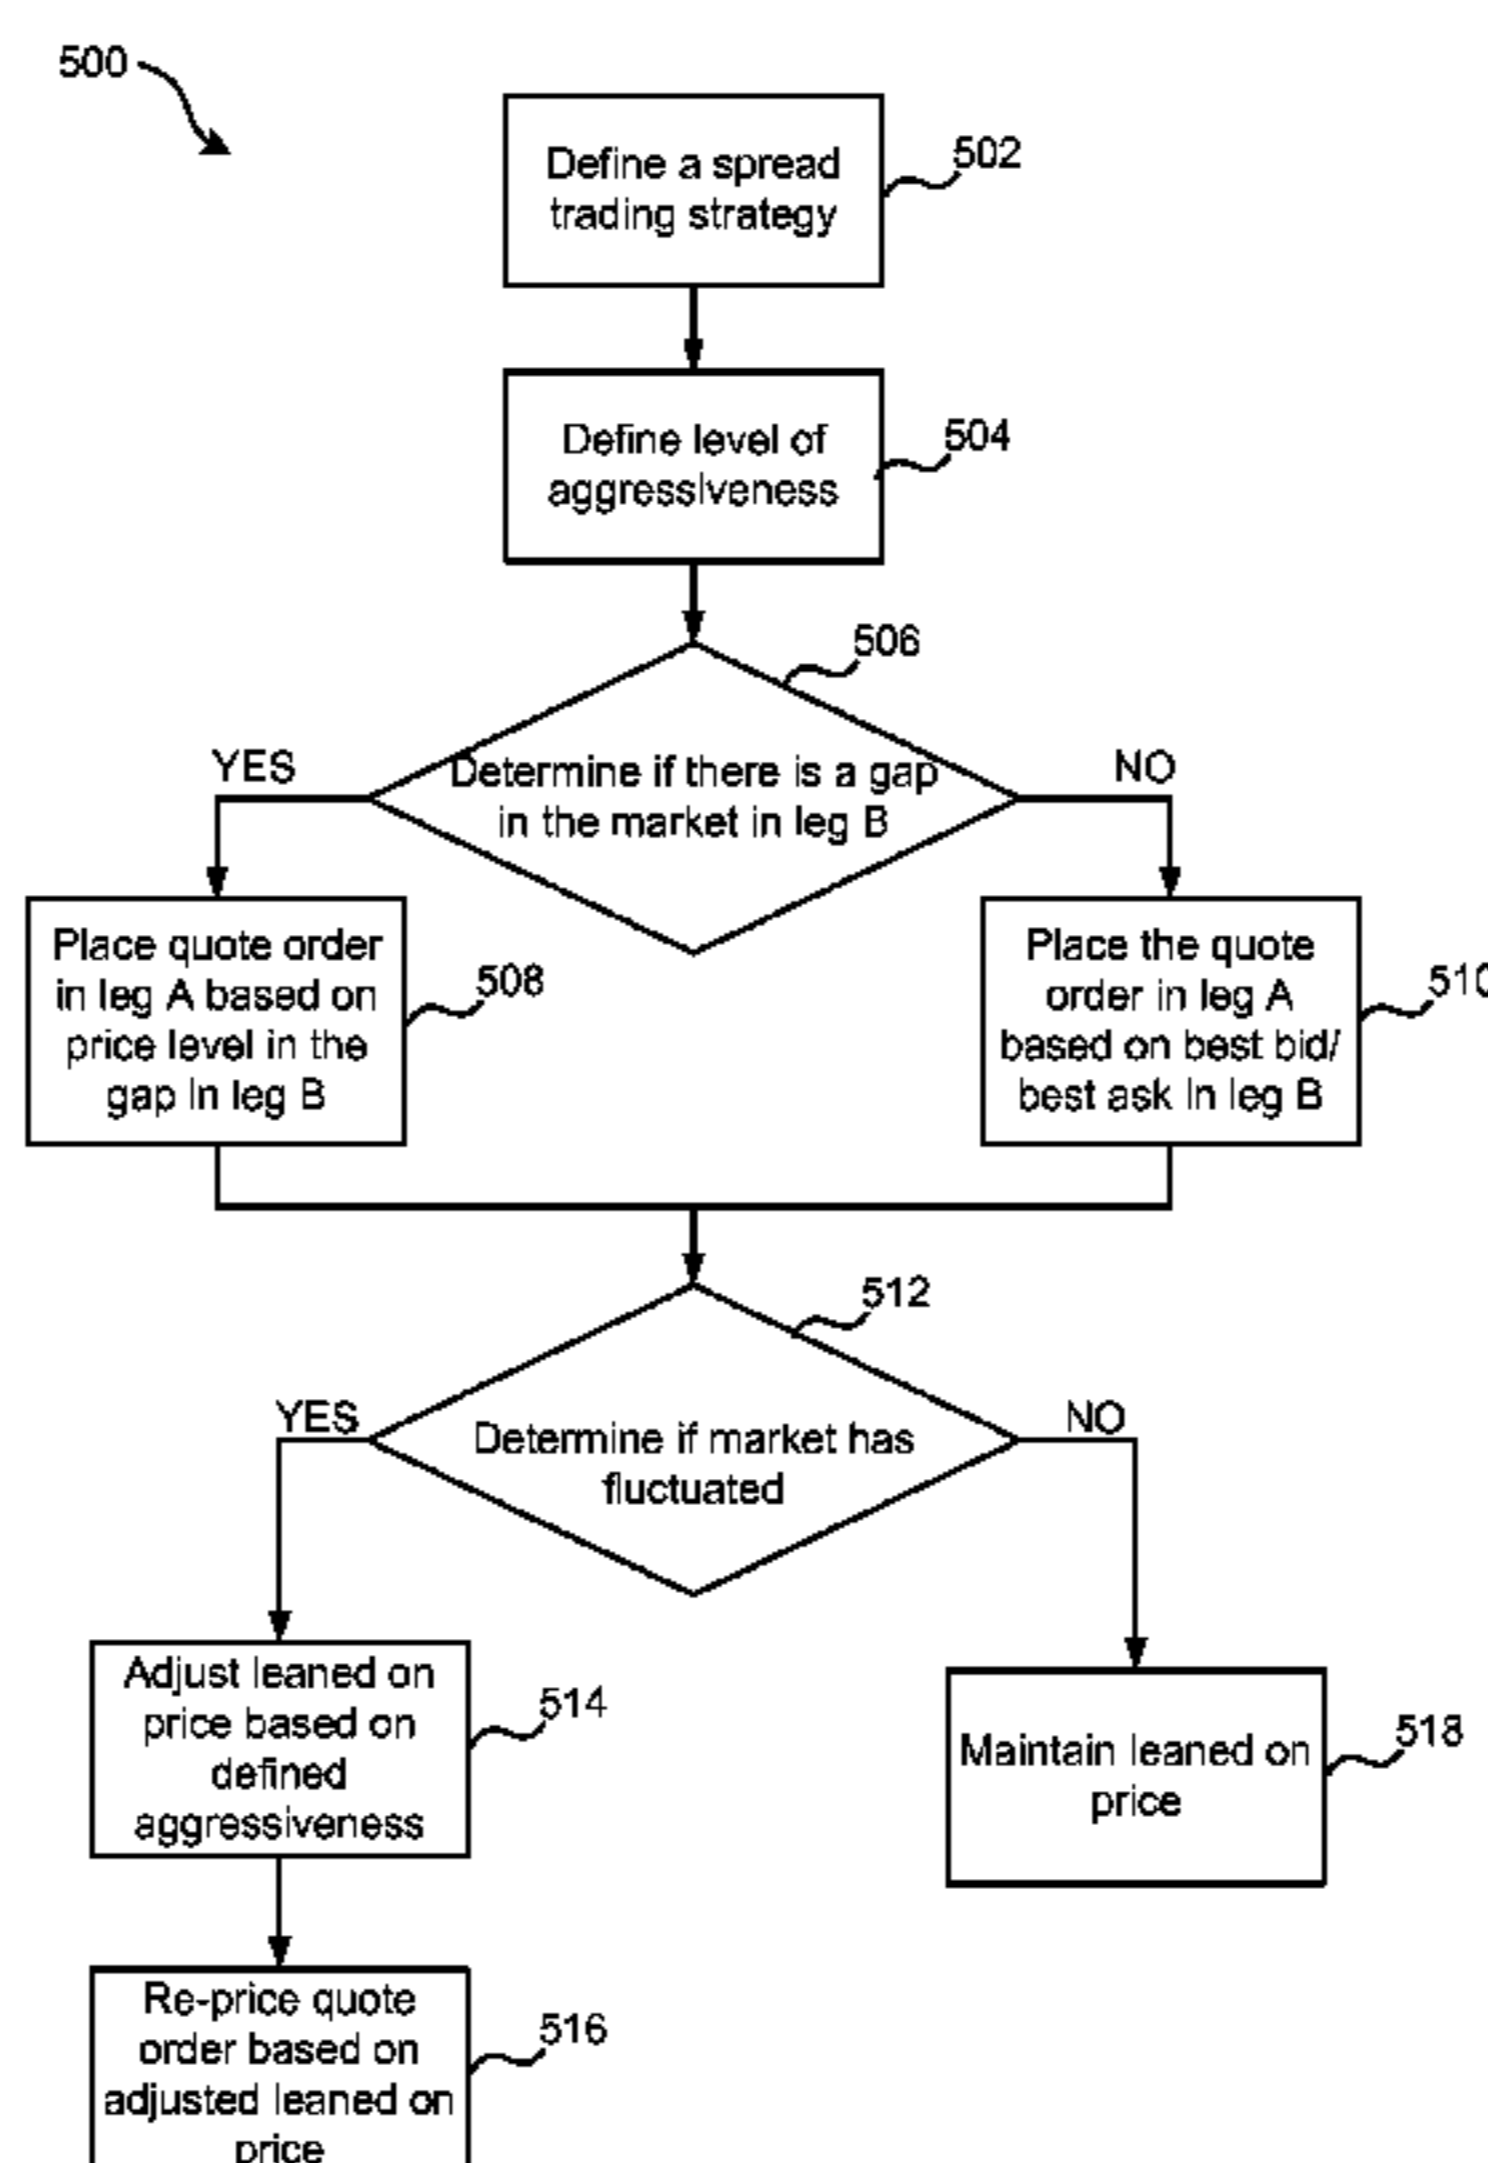 500
Define a spread
trading strategy
502
Define level of
aggressiveness
504
506
YES
NO
Determine if there is a gap
in the market in leg B
Place quote order
in leg A based on
price level in the
gap in leg B
508
Place the quote
order in leg A
based on best bid/
best ask in leg B
510
512
YES
NO
Determine if market has
fluctuated
Adjust leaned on
price based on
defined
aggressiveness
514
Maintain leaned on
price
518
Re-price quote
order based on
adjusted leaned on
price
516